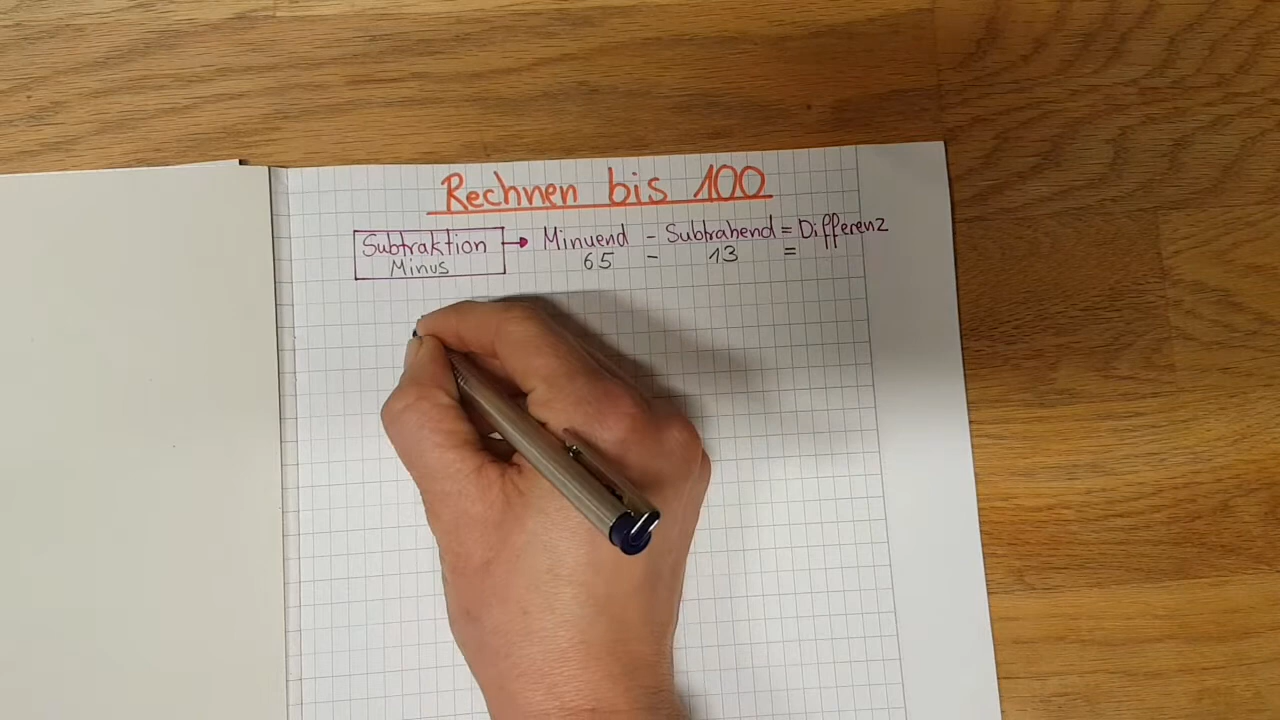 Rechnen bis 100
Subtraktion → Minuend - Subtrahend = Differenz
Minus 65 - 13 =